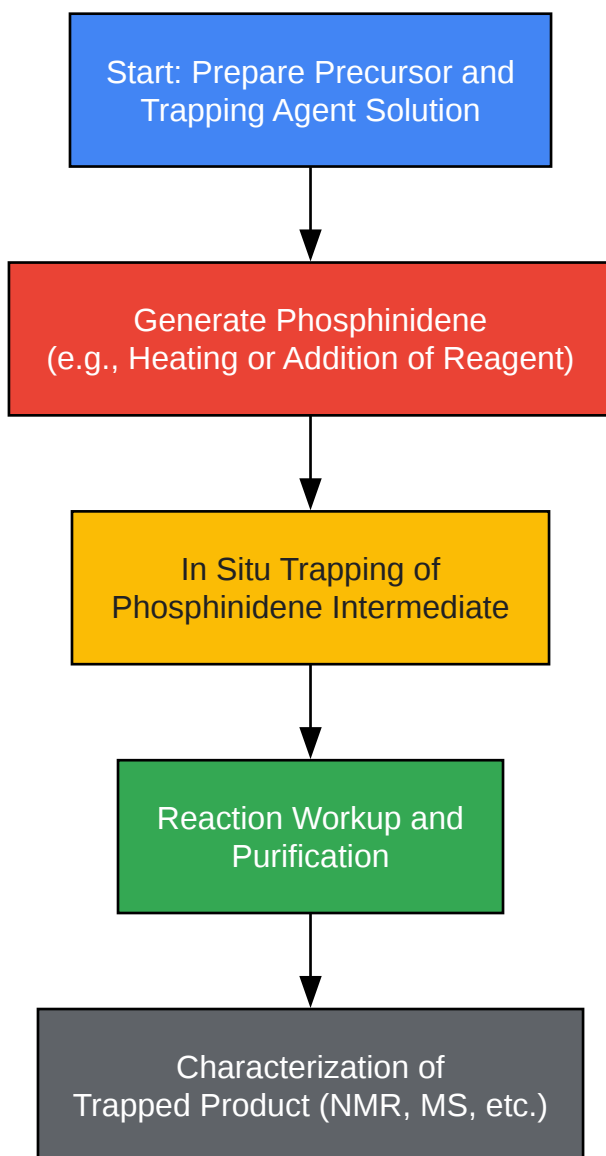 Start: Prepare Precursor and
Trapping Agent Solution
Generate Phosphinidene
(e.g., Heating or Addition of Reagent)
In Situ Trapping of
Phosphinidene Intermediate
Reaction Workup and
Purification
Characterization of
Trapped Product (NMR, MS, etc.)